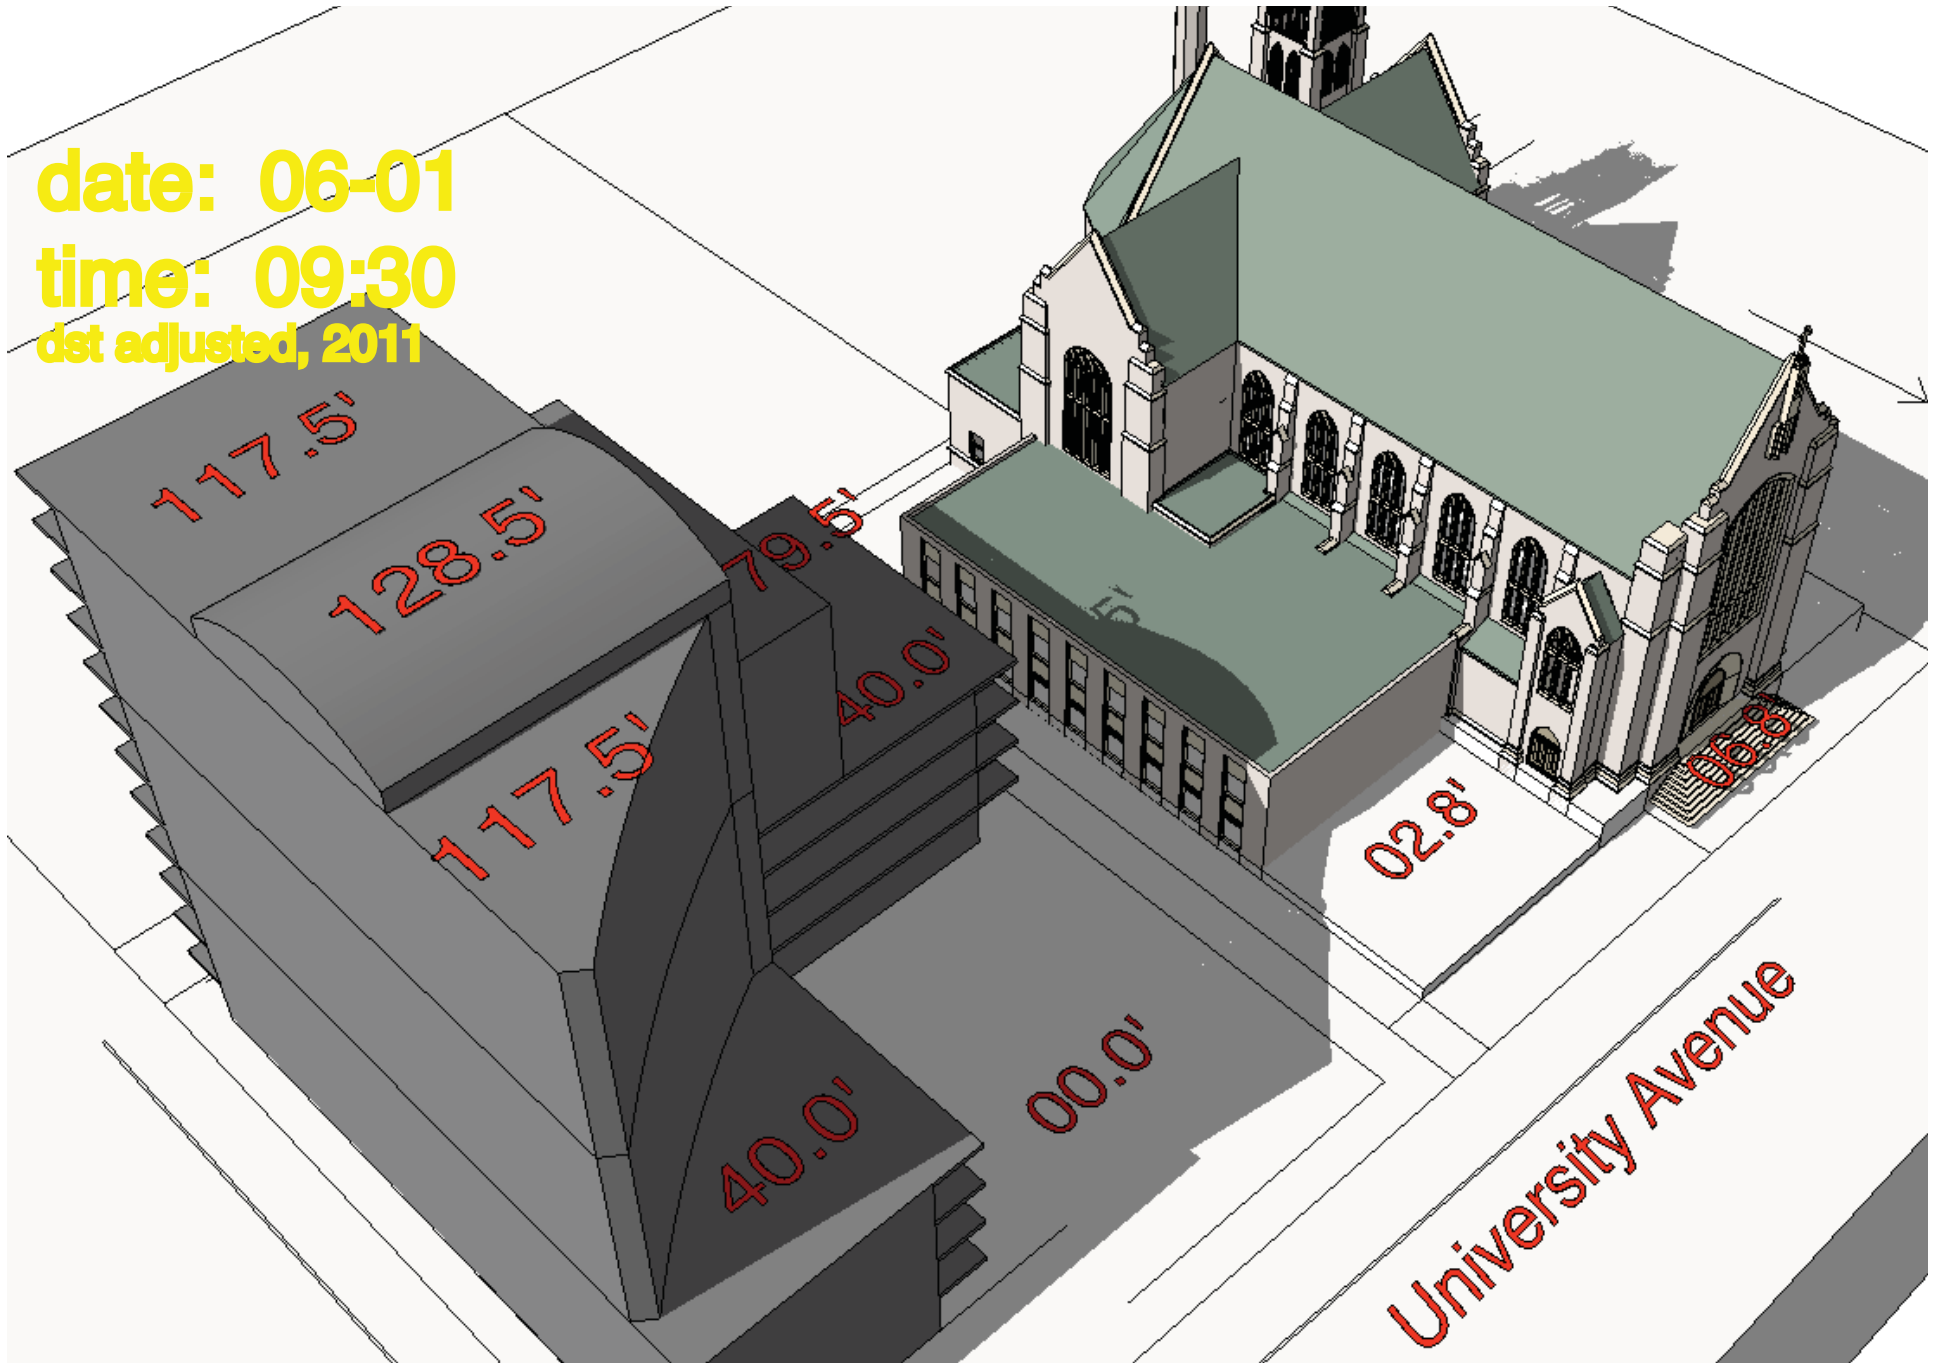 date: 06-01
time: 09:30
dst adjusted, 2011
117.5'
128.5'
79.5'
5'
40.0'
117.5'
06.8'
02.8'
00.0'
40.0'
University Avenue